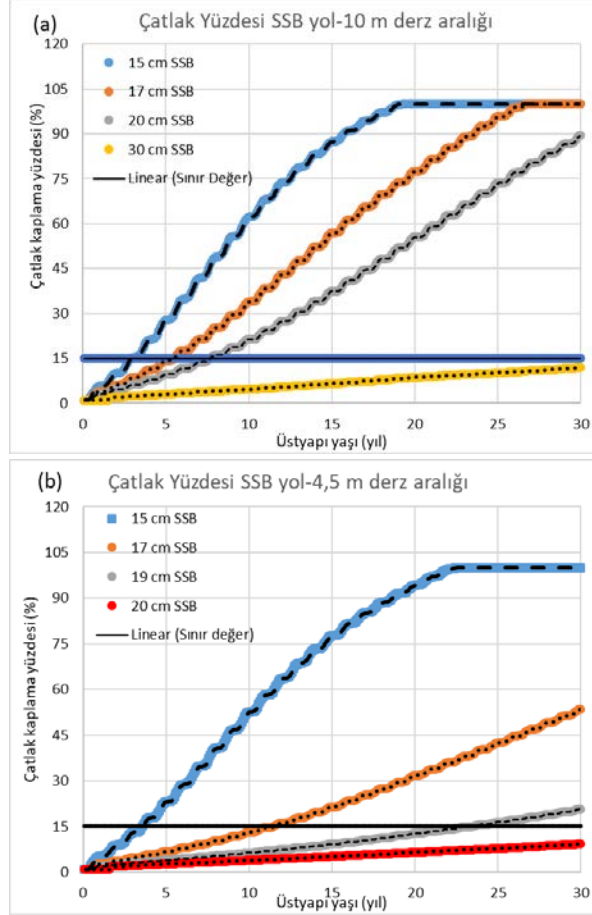 (a) Çatlak Yüzdesi SSB yol-10 m derz aralığı
120
105
90
75
60
45
30
15
0
Çatlak kaplama yüzdesi (%)
15 cm SSB
17 cm SSB
20 cm SSB
30 cm SSB
Linear (Sınır Değer)
0 5 10 15 20 25 30
Üstyapı yaşı (yıl)
(b) Çatlak Yüzdesi SSB yol-4,5 m derz aralığı
120
105
90
75
60
45
30
15
0
Çatlak kaplama yüzdesi (%)
15 cm SSB
17 cm SSB
19 cm SSB
20 cm SSB
Linear (Sınır değer)
0 5 10 15 20 25 30
Üstyapı yaşı (yıl)